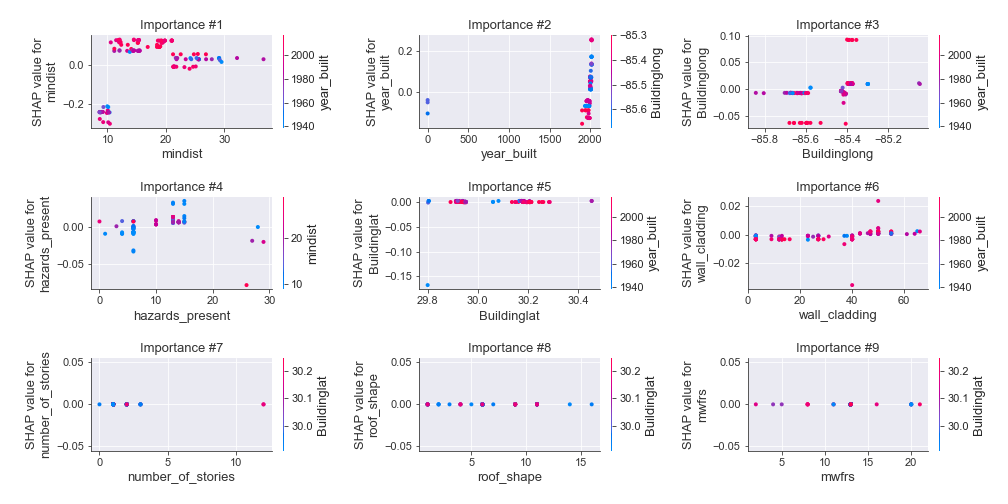 Importance #1
SHAP value for
mindist
0.0
−0.2
10
20
30
mindist
2000
1980
1960
1940
year_built
Importance #2
SHAP value for
year_built
0.2
0.0
0
500
1000
1500
2000
year_built
−85.3
−85.4
−85.5
−85.6
Buildinglong
Importance #3
SHAP value for
Buildinglong
0.10
0.05
0.00
−0.05
−85.8
−85.6
−85.4
−85.2
Buildinglong
2000
1980
1960
1940
year_built
Importance #4
SHAP value for
hazards_present
0.00
−0.05
0
10
20
30
hazards_present
20
10
mindist
Importance #5
SHAP value for
Buildinglat
0.00
−0.05
−0.10
−0.15
29.8
30.0
30.2
30.4
Buildinglat
2000
1980
1960
1940
year_built
Importance #6
SHAP value for
wall_cladding
0.02
0.00
−0.02
0
20
40
60
wall_cladding
2000
1980
1960
1940
year_built
Importance #7
SHAP value for
number_of_stories
0.05
0.00
−0.05
0
5
10
number_of_stories
30.2
30.1
30.0
Buildinglat
Importance #8
SHAP value for
roof_shape
0.05
0.00
−0.05
5
10
15
roof_shape
30.2
30.1
30.0
Buildinglat
Importance #9
SHAP value for
mwfrs
0.05
0.00
−0.05
5
10
15
20
mwfrs
30.2
30.1
30.0
Buildinglat